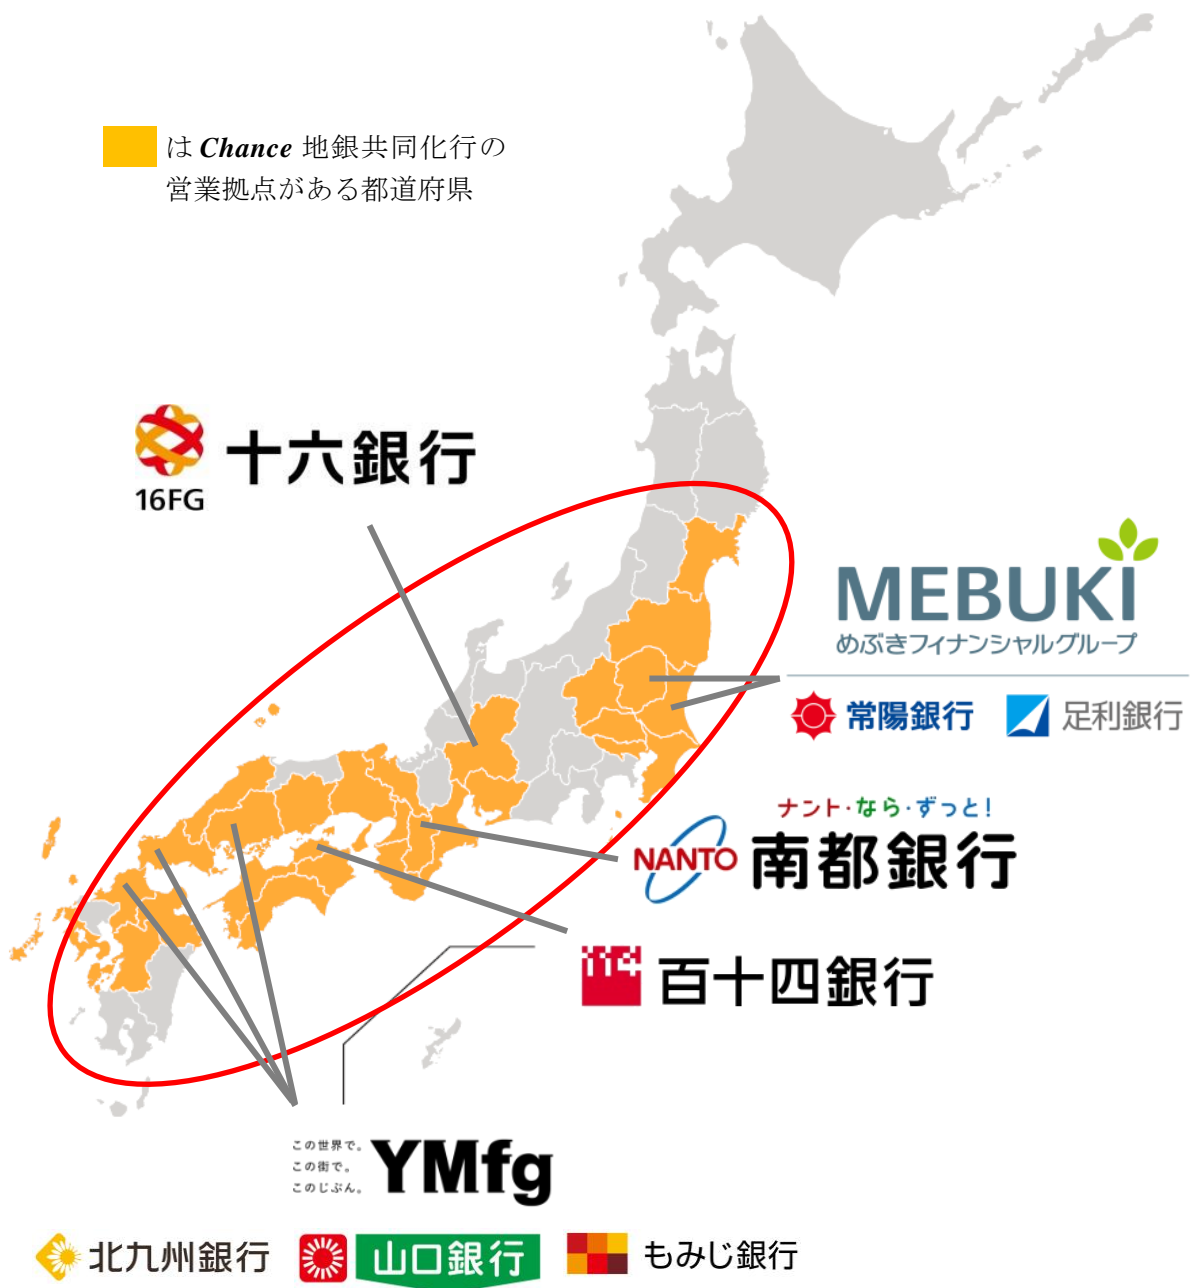 は Chance 地銀共同化行の
営業拠点がある都道府県
十六銀行
16FG
MEBUKI
めぶきフィナンシャルグループ
常陽銀行 足利銀行
ナント・なら・ずっと!
NANTO 南都銀行
114 百十四銀行
この世界で。
この街で。
このじぶん。
YMfg
北九州銀行 山口銀行 もみじ銀行